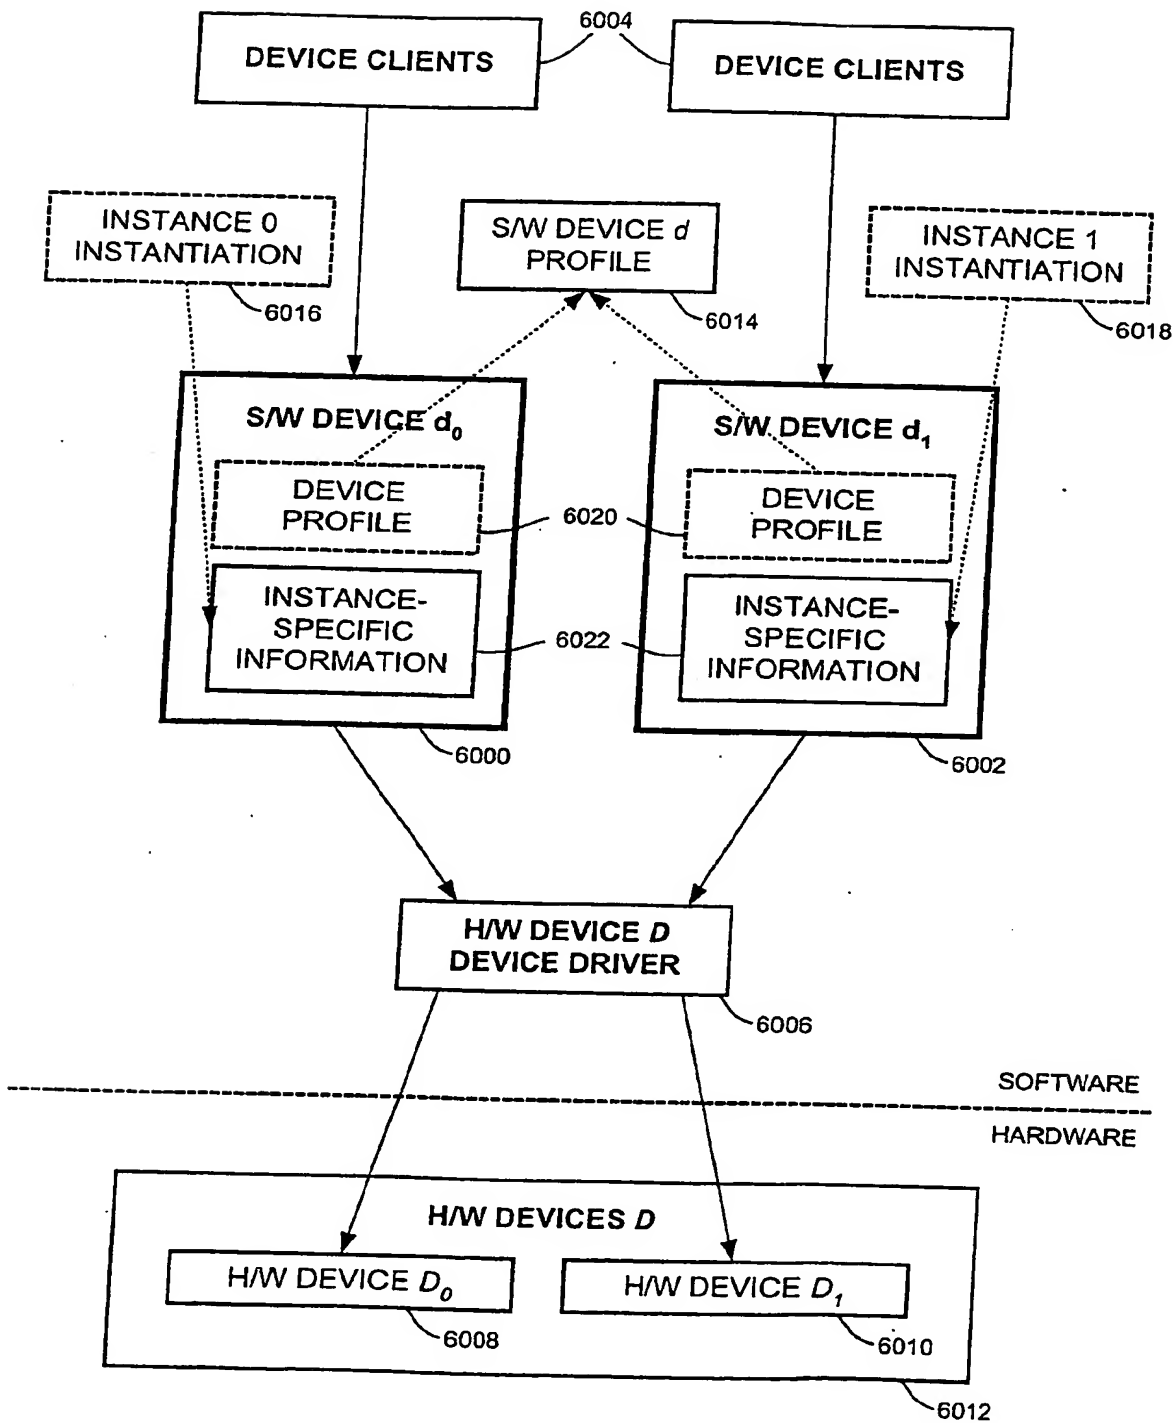 6004
DEVICE CLIENTS
DEVICE CLIENTS
INSTANCE 0
INSTANTIATION
6016
S/W DEVICE d
PROFILE
6014
INSTANCE 1
INSTANTIATION
6018
S/W DEVICE d0
DEVICE
PROFILE
INSTANCE-
SPECIFIC
INFORMATION
6000
6020
6022
S/W DEVICE d1
DEVICE
PROFILE
INSTANCE-
SPECIFIC
INFORMATION
6002
H/W DEVICE D
DEVICE DRIVER
6006
SOFTWARE
HARDWARE
H/W DEVICES D
H/W DEVICE D0
6008
H/W DEVICE D1
6010
6012